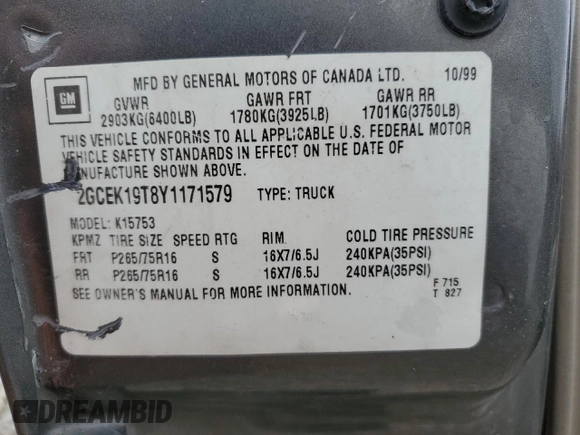 MFD BY GENERAL MOTORS OF CANADA LTD. 10/99
GM
GVWR GAWR FRT GAWR RR
2903KG(6400LB) 1780KG(3925LB) 1701KG(3750LB)
THIS VEHICLE CONFORMS TO ALL APPLICABLE U.S. FEDERAL MOTOR
VEHICLE SAFETY STANDARDS IN EFFECT ON THE DATE OF
MANUFACTURE SHOWN ABOVE.
2GCEK19T8Y1171579 TYPE: TRUCK
MODEL: K15753
KPMZ TIRE SIZE SPEED RTG RIM COLD TIRE PRESSURE
FRT P265/75R16 S 16X7/6.5J 240KPA(35PSI)
RR P265/75R16 S 16X7/6.5J 240KPA(35PSI)
SEE OWNER'S MANUAL FOR MORE INFORMATION.
F 715
T 827
DREAMBID